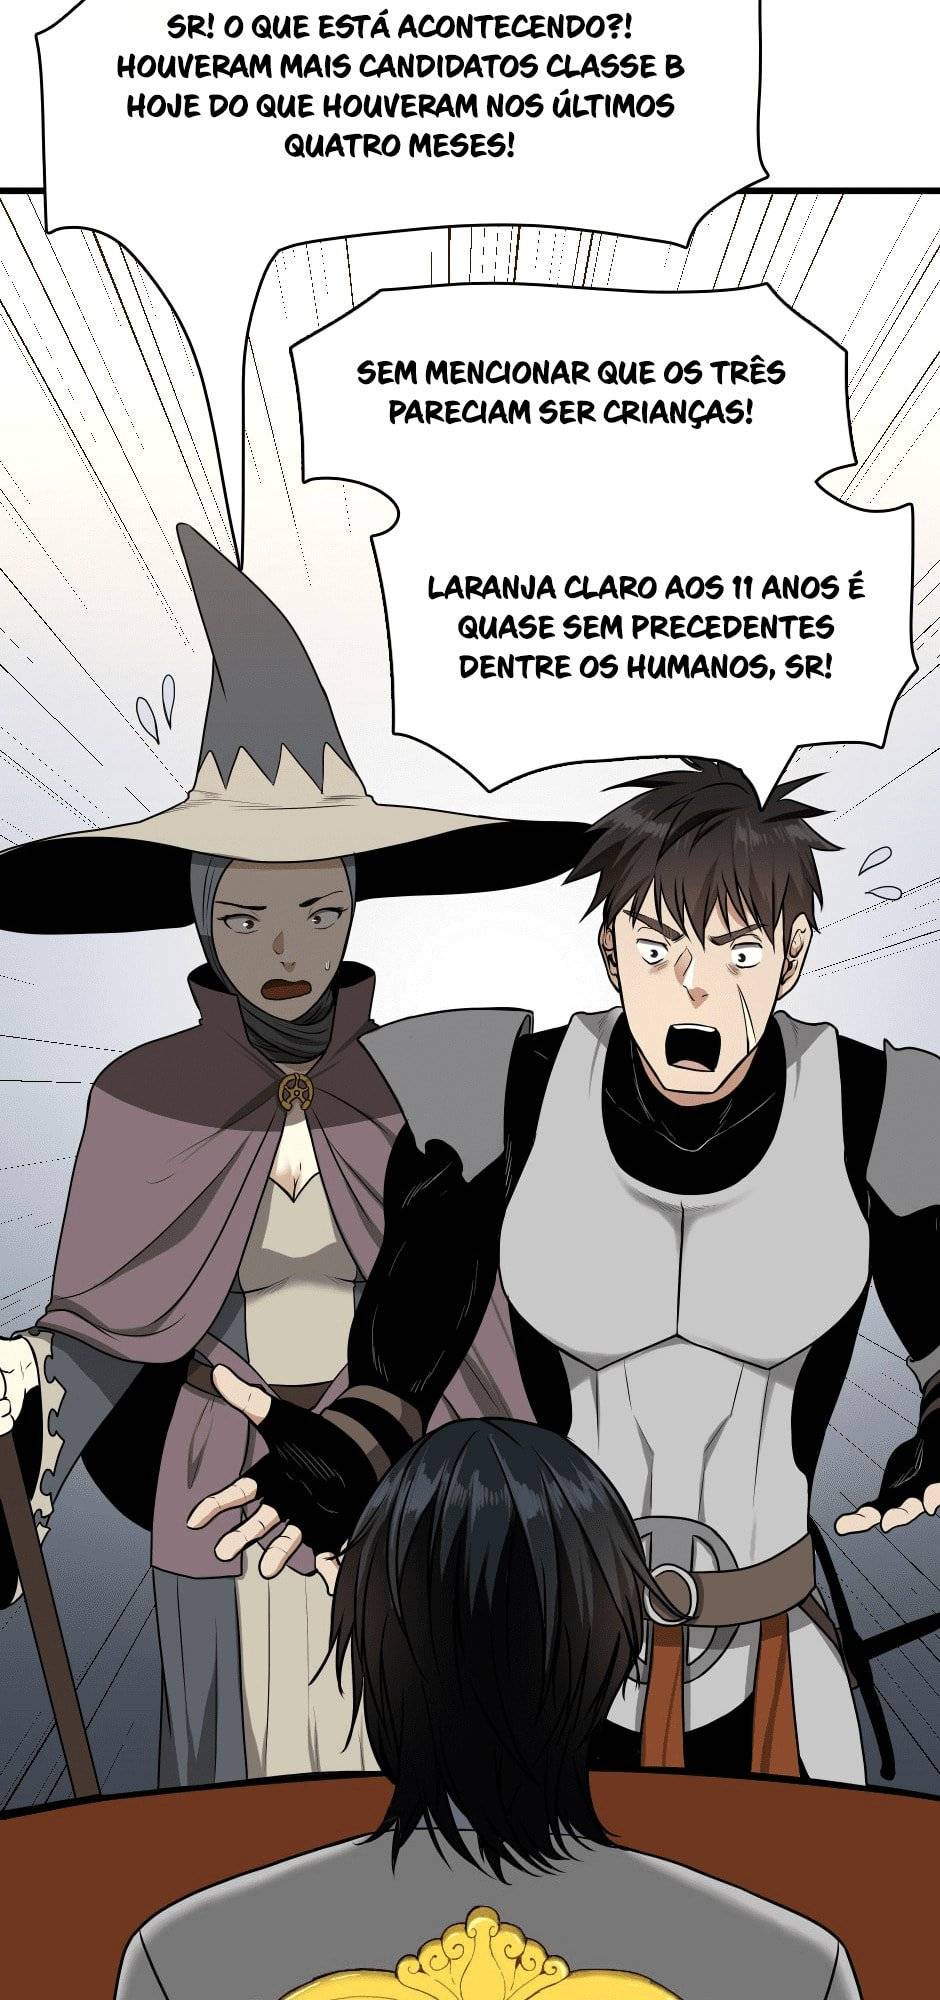 SR! O QUE ESTÁ ACONTECENDO?!
HOUVERAM MAIS CANDIDATOS CLASSE B
HOJE DO QUE HOUVERAM NOS ÚLTIMOS
QUATRO MESES!
SEM MENCIONAR QUE OS TRÊS
PARECIAM SER CRIANÇAS!
LARANJA CLARO AOS 11 ANOS É
QUASE SEM PRECEDENTES
DENTRE OS HUMANOS, SR!